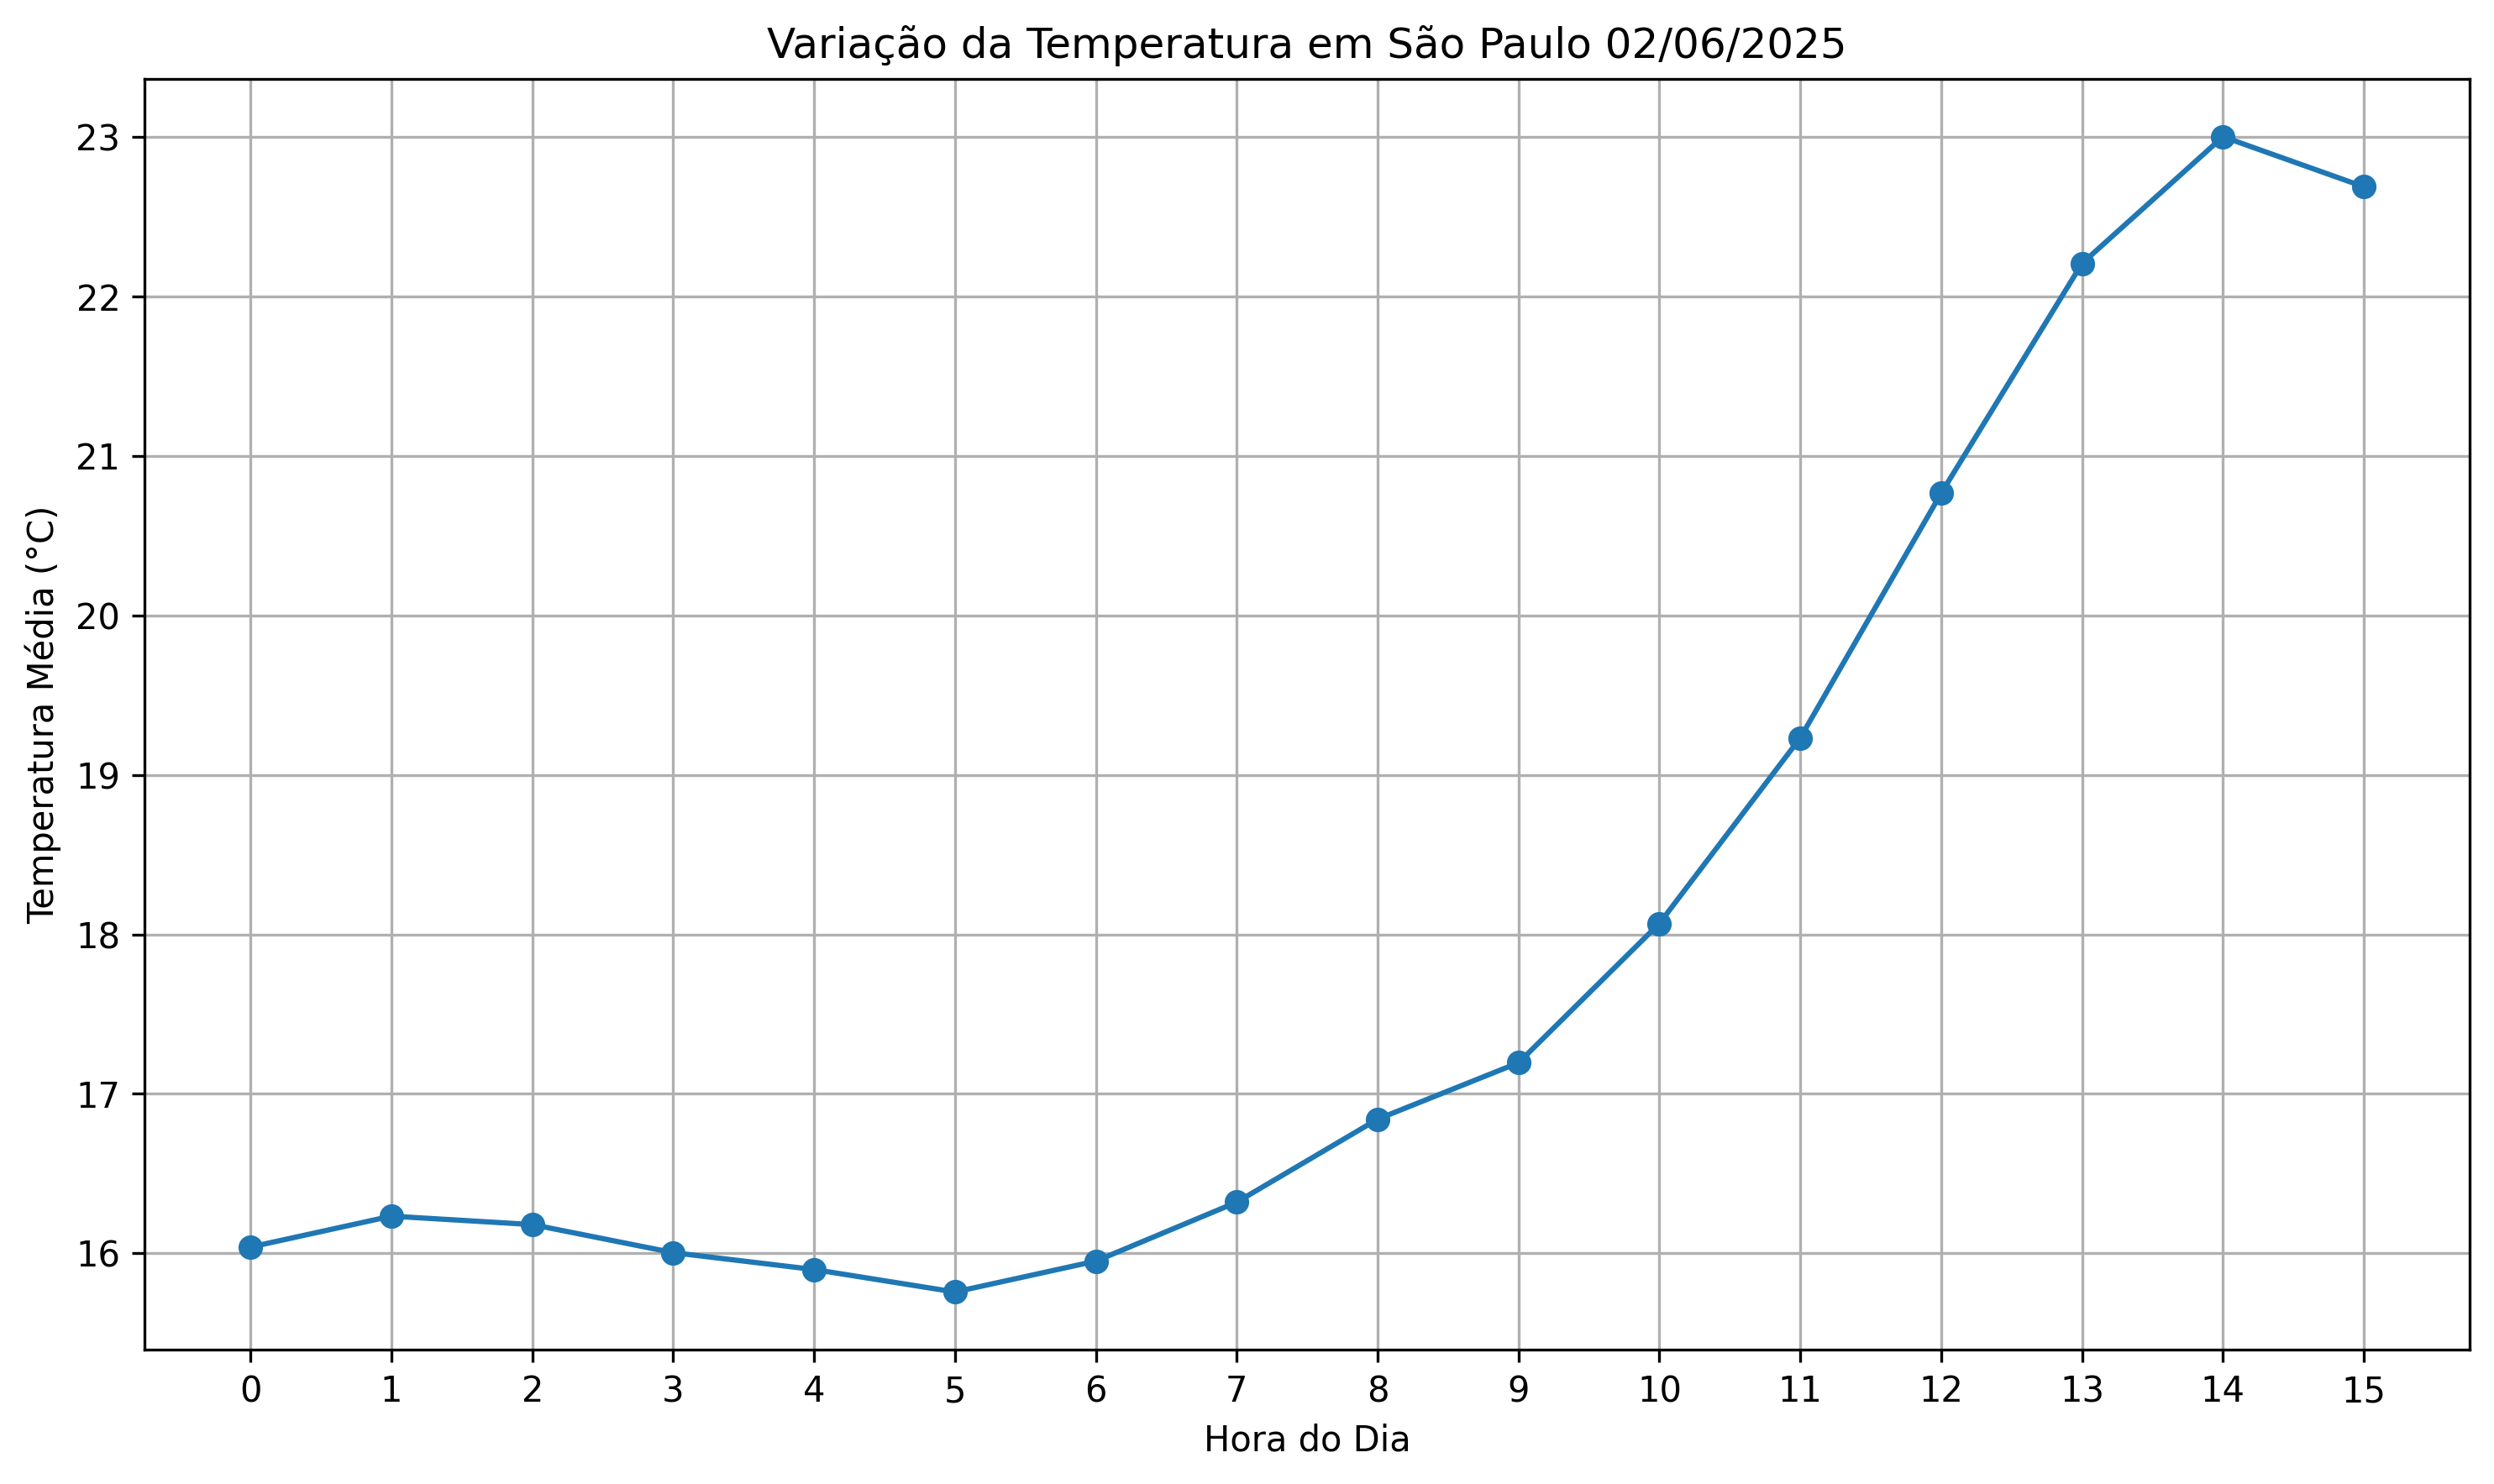 Variação da Temperatura em São Paulo 02/06/2025
Temperatura Média (°C)
23
22
21
20
19
18
17
16
0 1 2 3 4 5 6 7 8 9 10 11 12 13 14 15
Hora do Dia